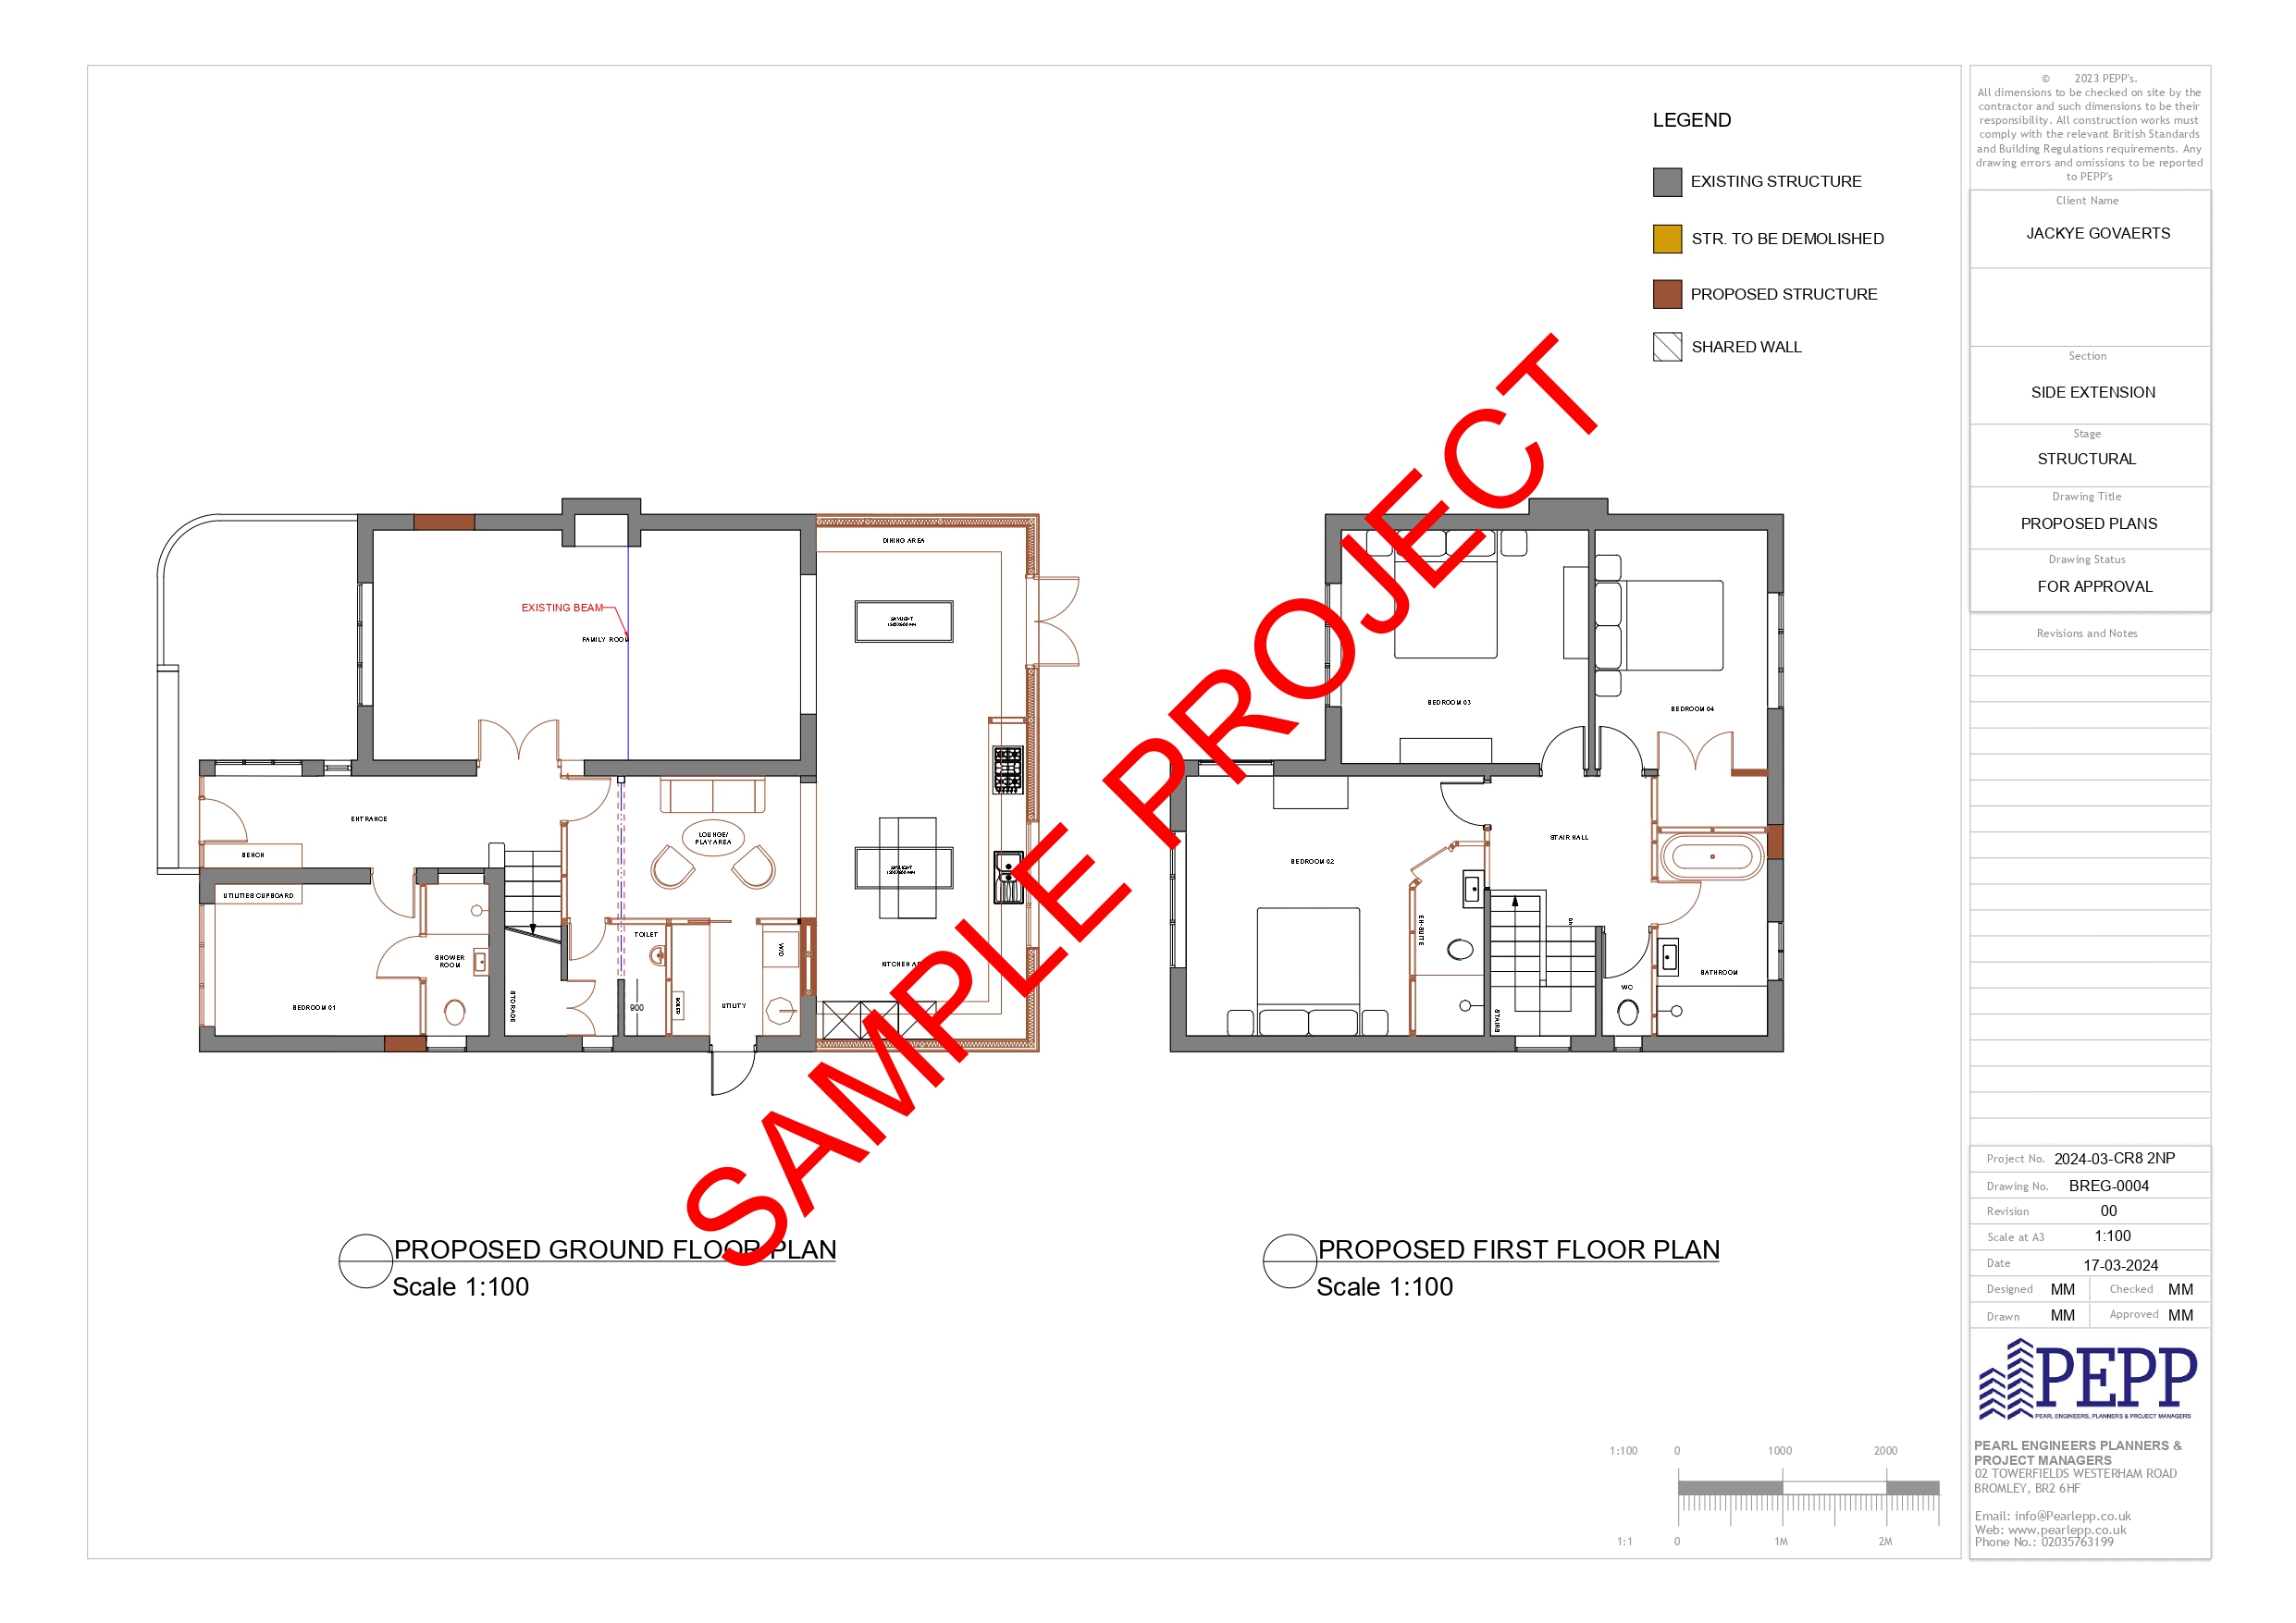 LEGEND
EXISTING STRUCTURE
STR. TO BE DEMOLISHED
PROPOSED STRUCTURE
SHARED WALL
DINING AREA
EXISTING BEAM
FAMILY ROOM
ENTRANCE
BENCH
LOUNGE/
PLAY AREA
UTILITIES CUPBOARD
SHOWER
ROOM
BEDROOM 01
STORAGE
TOILET
900
BOILER
UTILITY
W/D
SKYLIGHT
SKYLIGHT
KITCHEN
BEDROOM 03
BEDROOM 04
BEDROOM 02
STAIR HALL
EN-SUITE
STAIRS
WC
BATHROOM
SAMPLE PROJECT
PROPOSED GROUND FLOOR PLAN
Scale 1:100
PROPOSED FIRST FLOOR PLAN
Scale 1:100
1:100 0 1000 2000
1:1 0 1M 2M
© 2023 PEPP's.
All dimensions to be checked on site by the
contractor and such dimensions to be their
responsibility. All construction works must
comply with the relevant British Standards
and Building Regulations requirements. Any
drawing errors and omissions to be reported
to PEPP's
Client Name
JACKYE GOVAERTS
Section
SIDE EXTENSION
Stage
STRUCTURAL
Drawing Title
PROPOSED PLANS
Drawing Status
FOR APPROVAL
Revisions and Notes
Project No. 2024-03-CR8 2NP
Drawing No. BREG-0004
Revision 00
Scale at A3 1:100
Date 17-03-2024
Designed MM Checked MM
Drawn MM Approved MM
PEPP
PEARL ENGINEERS, PLANNERS & PROJECT MANAGERS
PEARL ENGINEERS PLANNERS &
PROJECT MANAGERS
02 TOWERFIELDS WESTERHAM ROAD
BROMLEY, BR2 6HF
Email: info@Pearlepp.co.uk
Web: www.pearlepp.co.uk
Phone No.: 02035763199